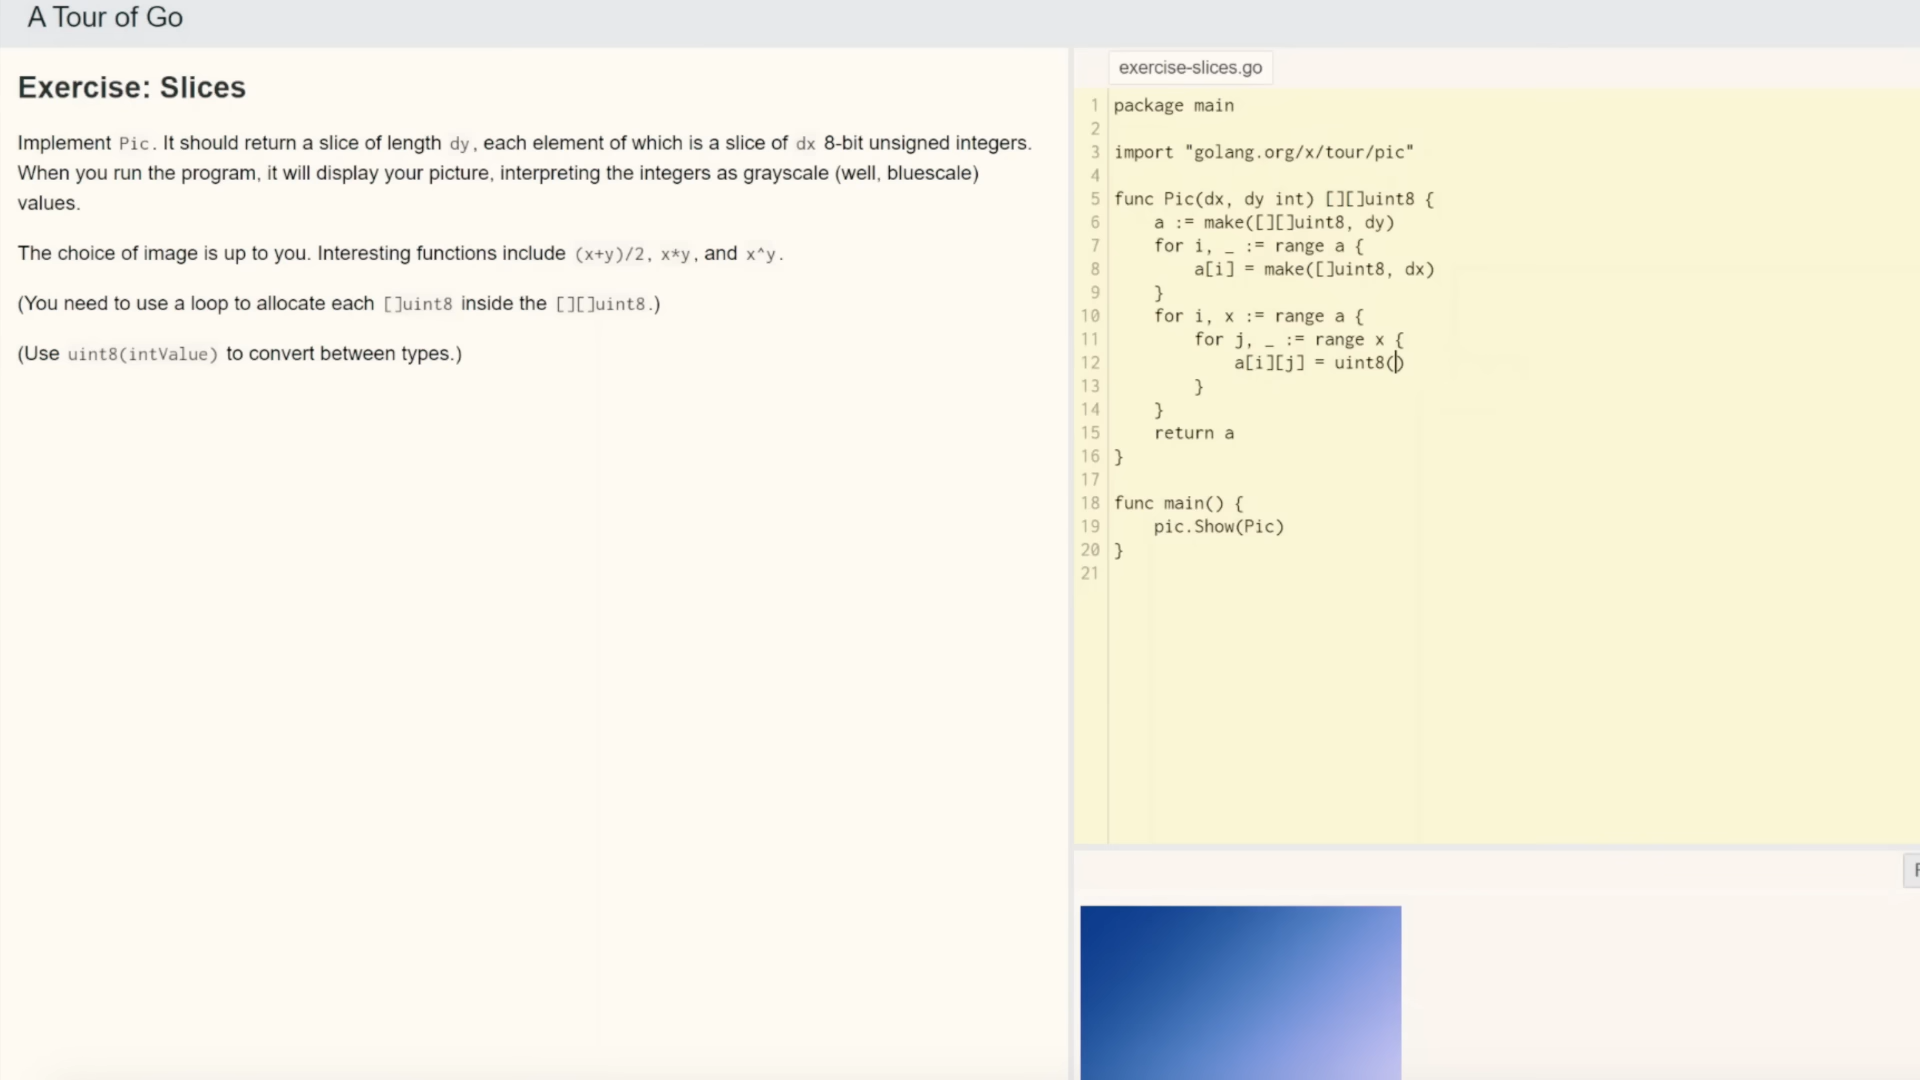 A Tour of Go
Exercise: Slices
Implement Pic. It should return a slice of length dy, each element of which is a slice of dx 8-bit unsigned integers.
When you run the program, it will display your picture, interpreting the integers as grayscale (well, bluescale)
values.
The choice of image is up to you. Interesting functions include (x+y)/2, x*y, and x^y.
(You need to use a loop to allocate each []uint8 inside the [][]uint8.)
(Use uint8(intValue) to convert between types.)
exercise-slices.go
1 package main
2
3 import "golang.org/x/tour/pic"
4
5 func Pic(dx, dy int) [][]uint8 {
6 a := make([][]uint8, dy)
7 for i, _ := range a {
8 a[i] = make([]uint8, dx)
9 }
10 for i, x := range a {
11 for j, _ := range x {
12 a[i][j] = uint8()
13 }
14 }
15 return a
16 }
17
18 func main() {
19 pic.Show(Pic)
20 }
21